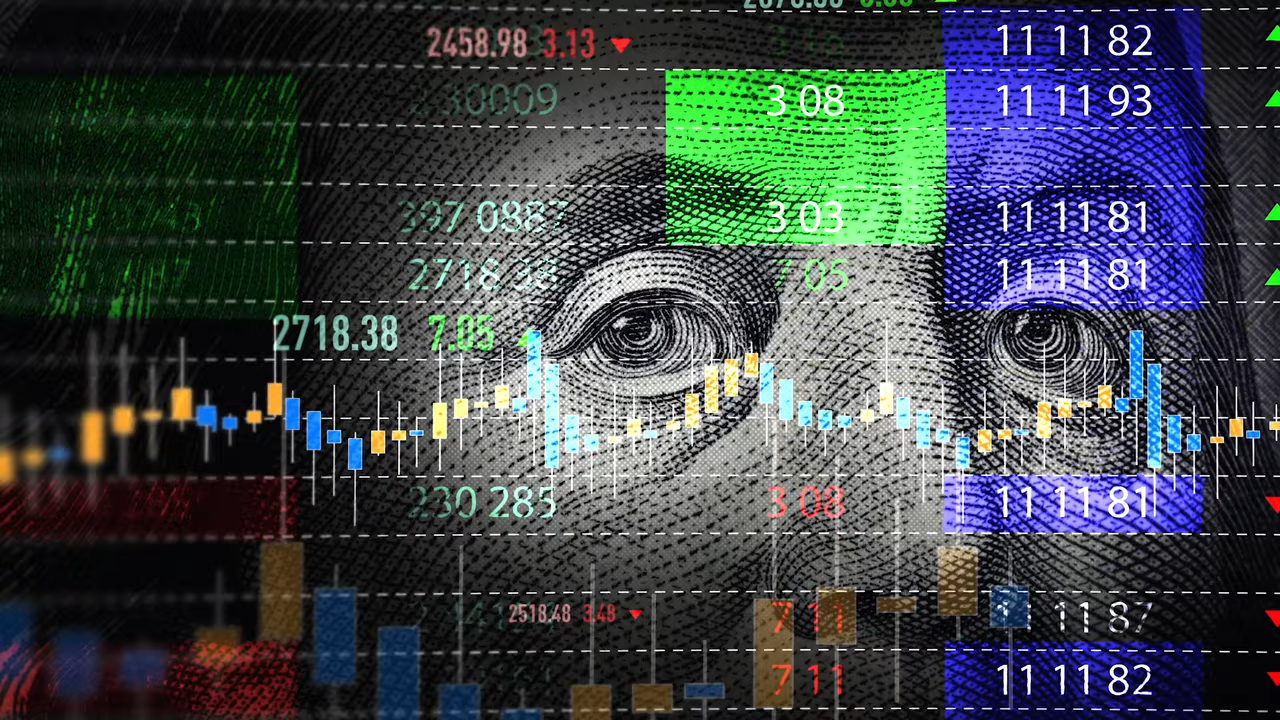 2458.98 3.13 11 11 82
30009 3 08 11 11 93
397 0887 3 03 11 11 81
2718 38 7 05 11 11 81
2718.38 7.05
230 285 3 08 11 11 81
2518.48 3.48 7 11 11 11 87
7 11 11 11 82